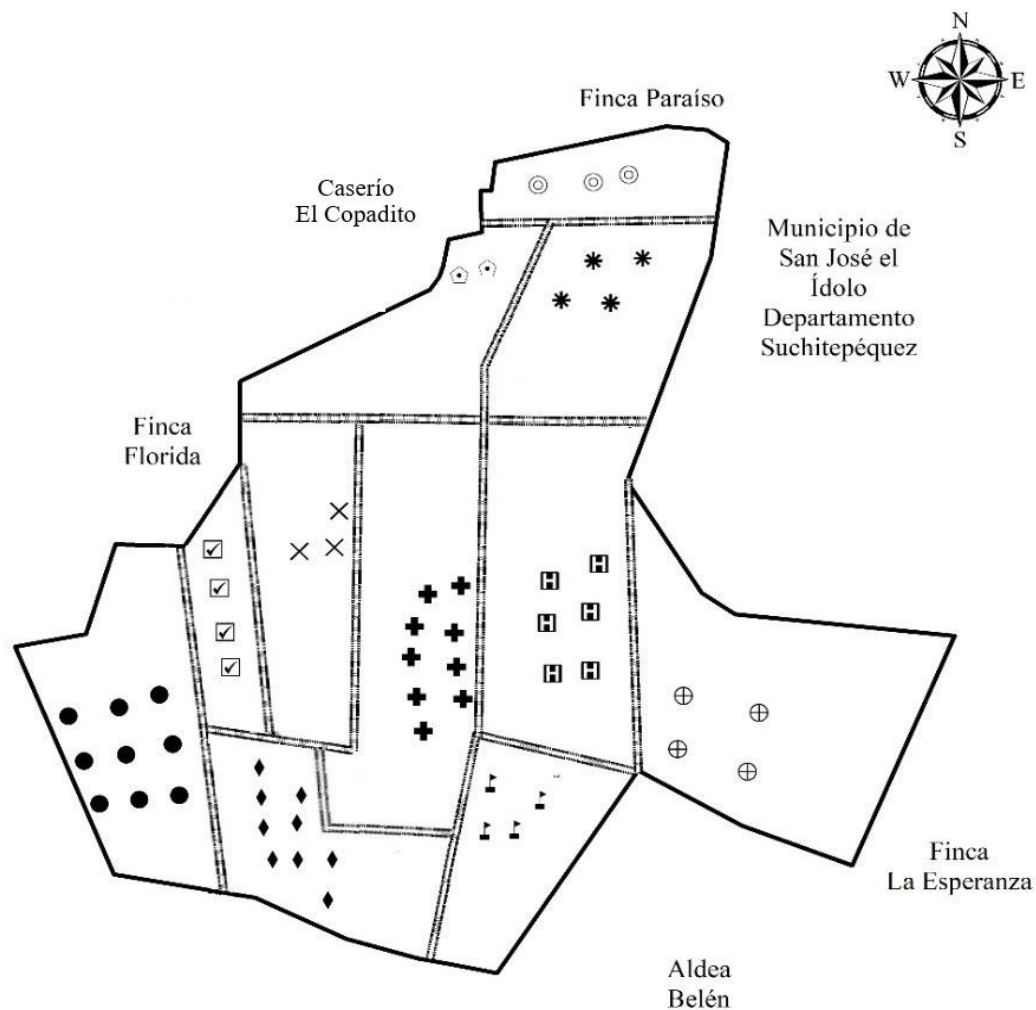 N
W
E
S
Finca Paraíso
Caserío
El Copadito
Municipio de
San José el
Ídolo
Departamento
Suchitepéquez
Finca
Florida
Finca
La Esperanza
Aldea
Belén